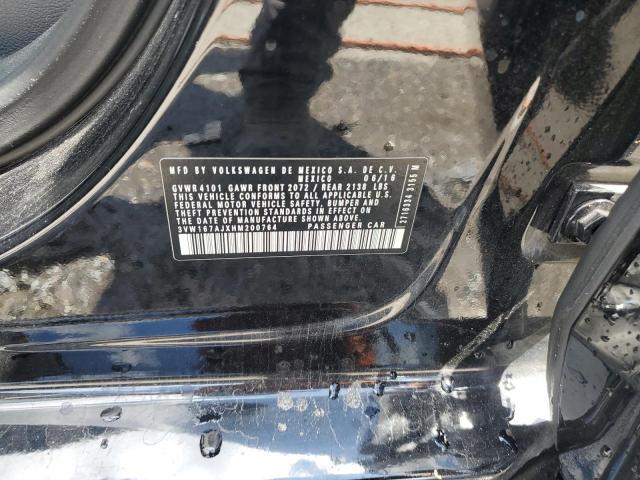 MFD BY VOLKSWAGEN DE MEXICO S.A. DE C.V.
MEXICO 06/16
GVWR 4101 GAWR FRONT 2072 / REAR 2138 LBS
THIS VEHICLE CONFORMS TO ALL APPLICABLE U.S.
FEDERAL MOTOR VEHICLE SAFETY, BUMPER, AND
THEFT PREVENTION STANDARDS IN EFFECT ON
THE DATE OF MANUFACTURE SHOWN ABOVE
3VW167AJXHM200764 PASSENGER CAR
2716334 3155 M